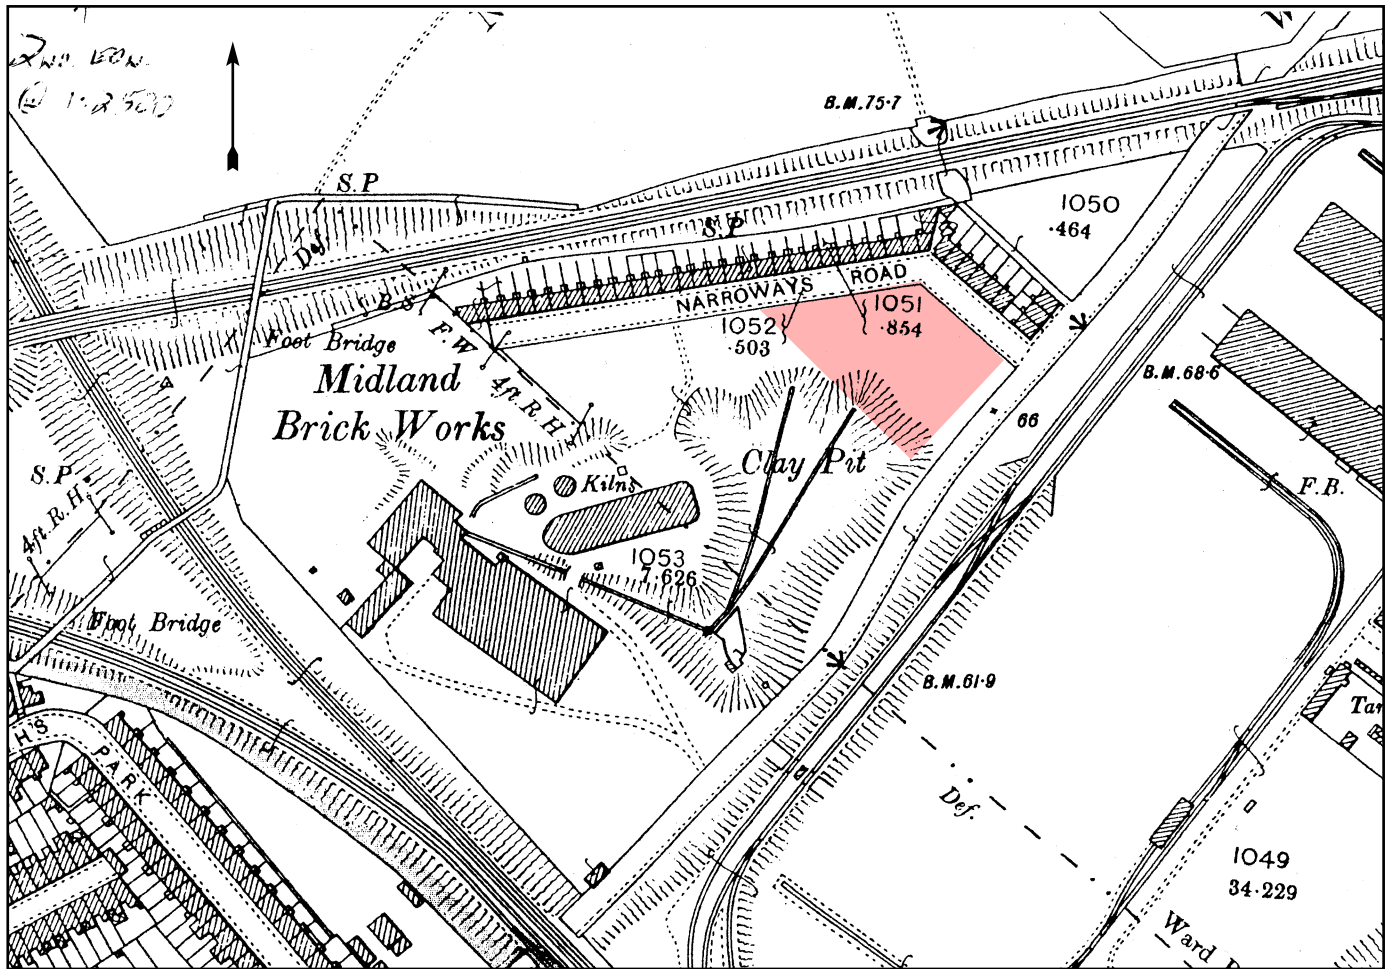 2nd. EDN.
@ 1:2500
B.M.75·7
S.P
1050
·464
S.P
Def.
NARROWAYS ROAD
1051
·854
B.S
1052
·503
F.W
4ft. R.H
Foot Bridge
Midland
Brick Works
B.M.68·6
66
Clay Pit
S.P
Kilns
F.B.
4ft. R.H.
1053
7·626
Foot Bridge
B.M.61·9
H'S PARK
Tar
Def.
1049
34·229
Ward